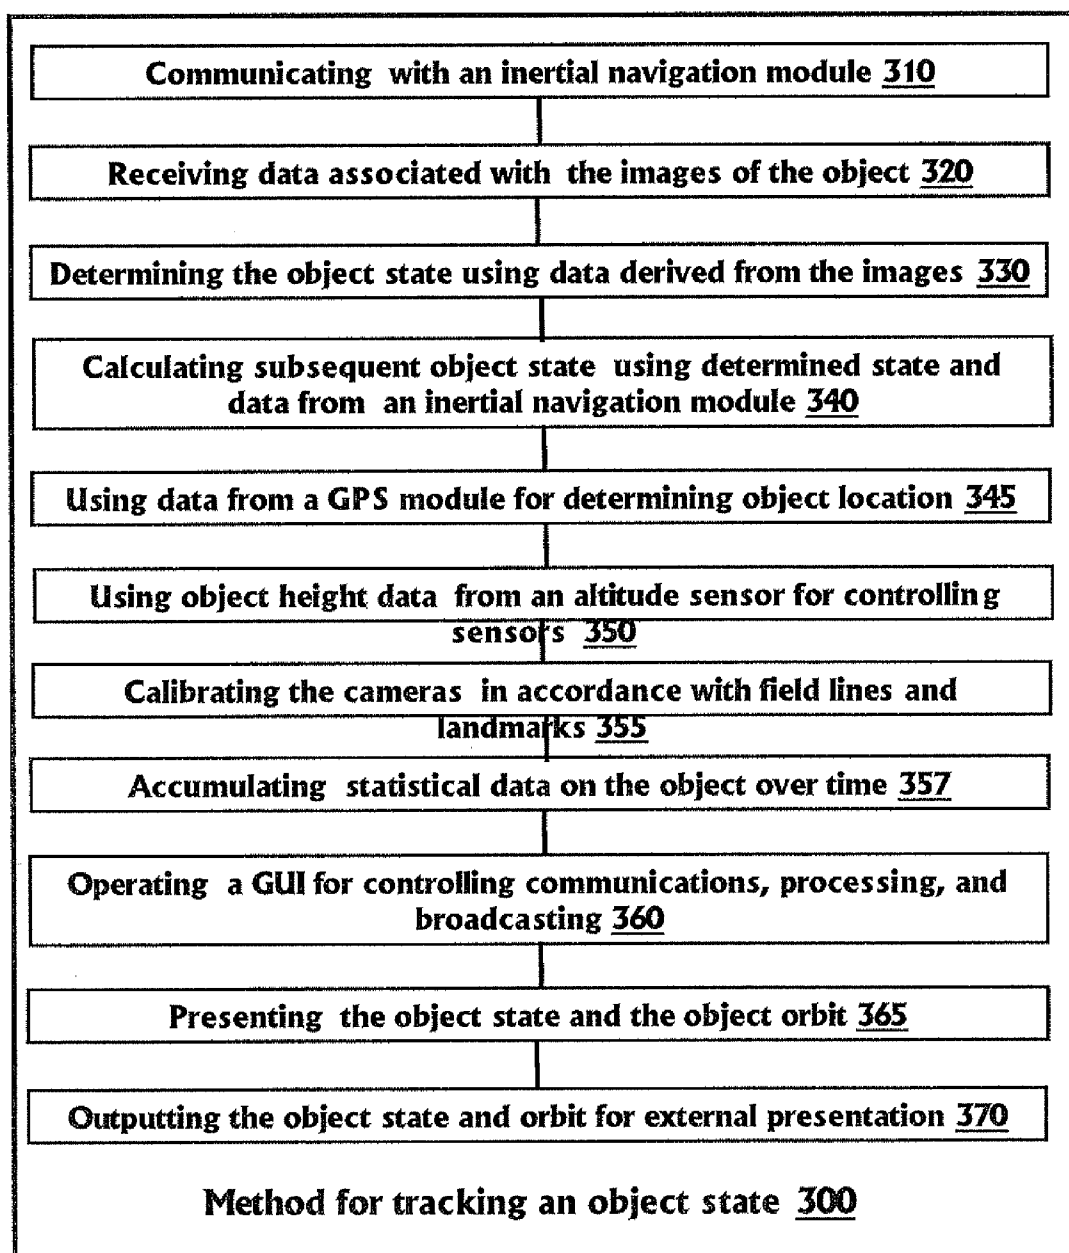 Communicating with an inertial navigation module 310
Receiving data associated with the images of the object 320
Determining the object state using data derived from the images 330
Calculating subsequent object state using determined state and
data from an inertial navigation module 340
Using data from a GPS module for determining object location 345
Using object height data from an altitude sensor for controlling
sensors 350
Calibrating the cameras in accordance with field lines and
landmarks 355
Accumulating statistical data on the object over time 357
Operating a GUI for controlling communications, processing, and
broadcasting 360
Presenting the object state and the object orbit 365
Outputting the object state and orbit for external presentation 370
Method for tracking an object state 300